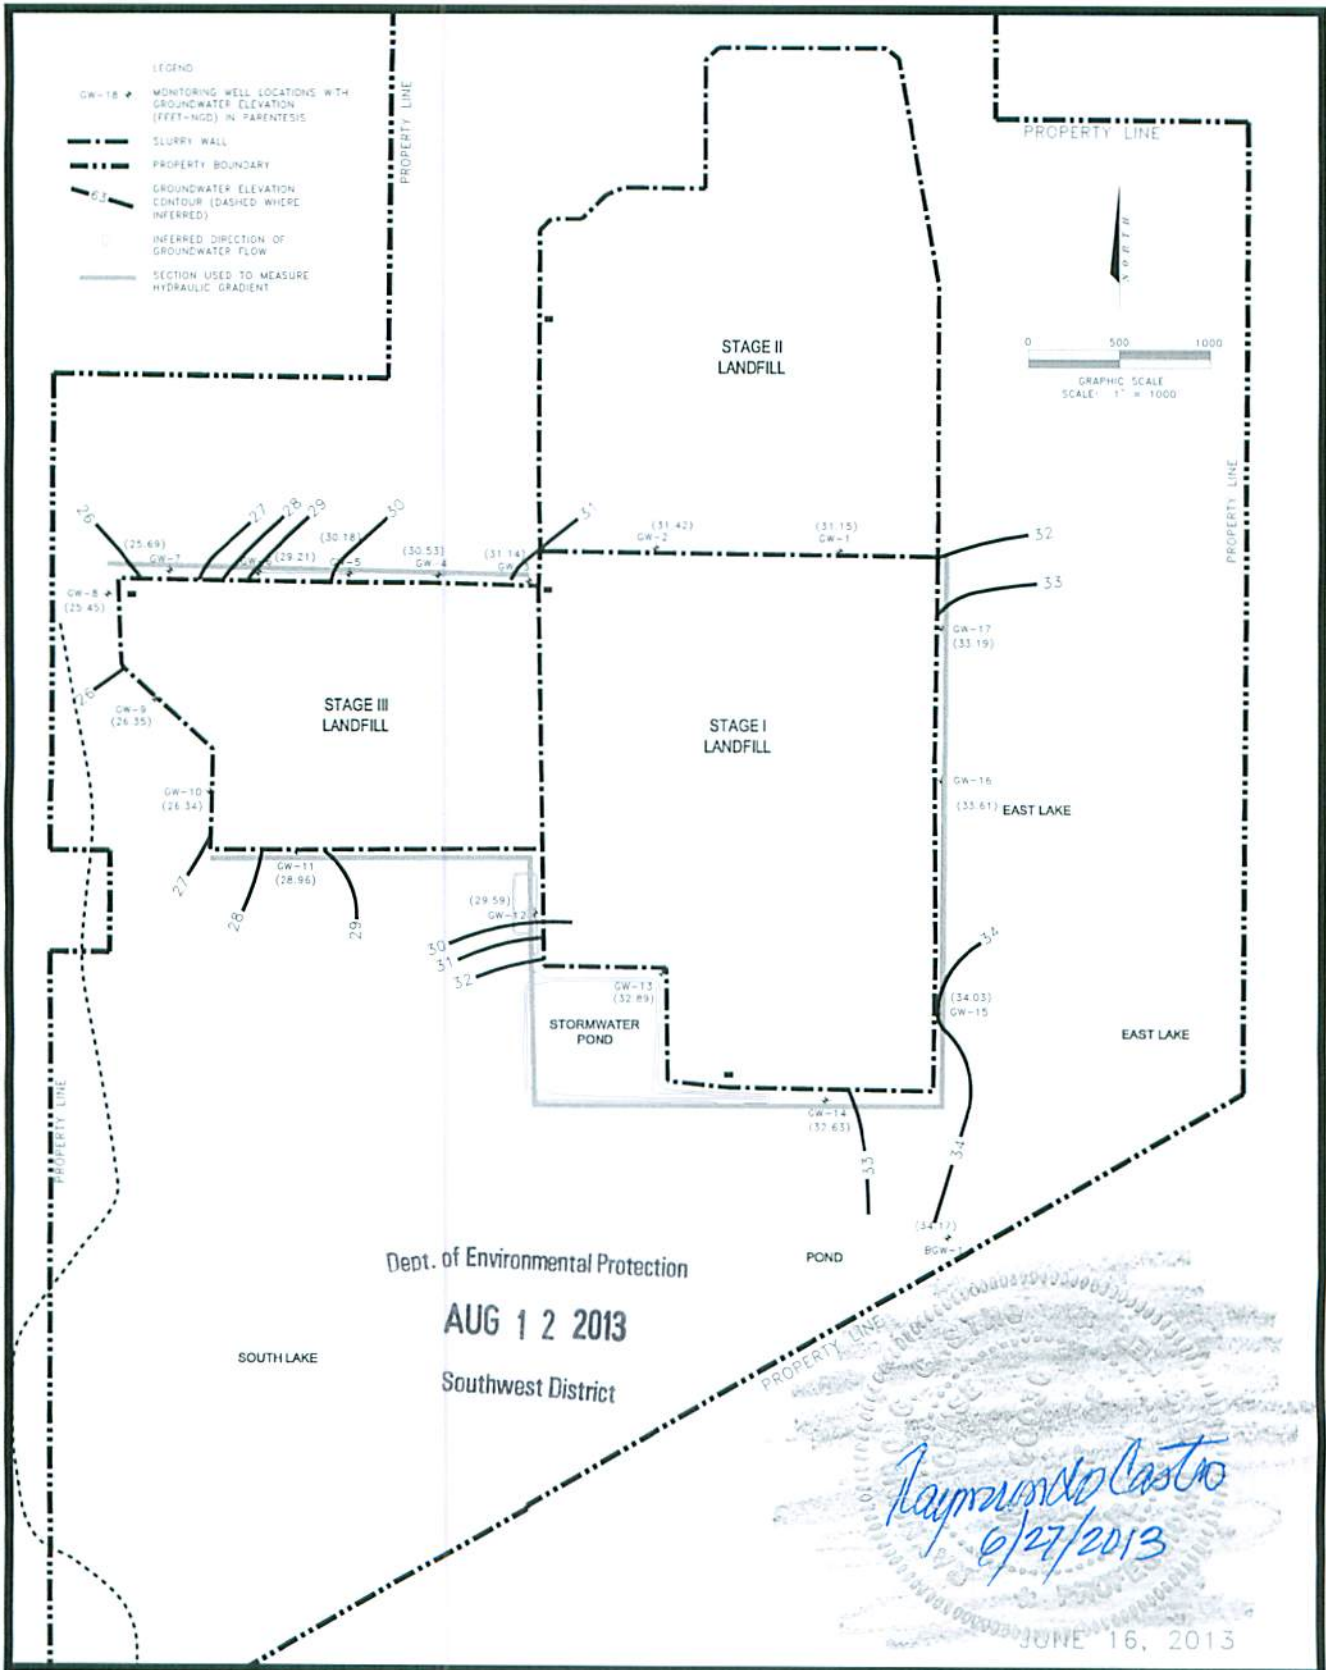 LEGEND
GW-18
MONITORING WELL LOCATIONS WITH
GROUNDWATER ELEVATION
(FEET-NGD) IN PARENTESIS
SLURRY WALL
PROPERTY BOUNDARY
63
GROUNDWATER ELEVATION
CONTOUR (DASHED WHERE
INFERRED)
INFERRED DIRECTION OF
GROUNDWATER FLOW
SECTION USED TO MEASURE
HYDRAULIC GRADIENT
PROPERTY LINE
PROPERTY LINE
NORTH
0 500 1000
GRAPHIC SCALE
SCALE: 1" = 1000'
STAGE II
LANDFILL
PROPERTY LINE
26
27
28
29
30
31
32
33
(25.69)
GW-7
(29.21)
(30.18)
GW-5
(30.53)
GW-4
(31.14)
(31.42)
GW-2
(31.15)
GW-1
GW-8
(25.45)
GW-17
(33.19)
26
GW-9
(26.35)
STAGE III
LANDFILL
STAGE I
LANDFILL
GW-10
(26.34)
GW-16
(33.61)
EAST LAKE
27
28
GW-11
(28.96)
29
(29.59)
GW-12
30
31
32
34
GW-13
(32.89)
(34.03)
GW-15
STORMWATER
POND
EAST LAKE
GW-14
(32.63)
33
34
PROPERTY LINE
(34.17)
BGW-1
POND
Dept. of Environmental Protection
AUG 1 2 2013
Southwest District
SOUTH LAKE
PROPERTY LINE
Raymundo Castro
6/27/2013
JUNE 16, 2013